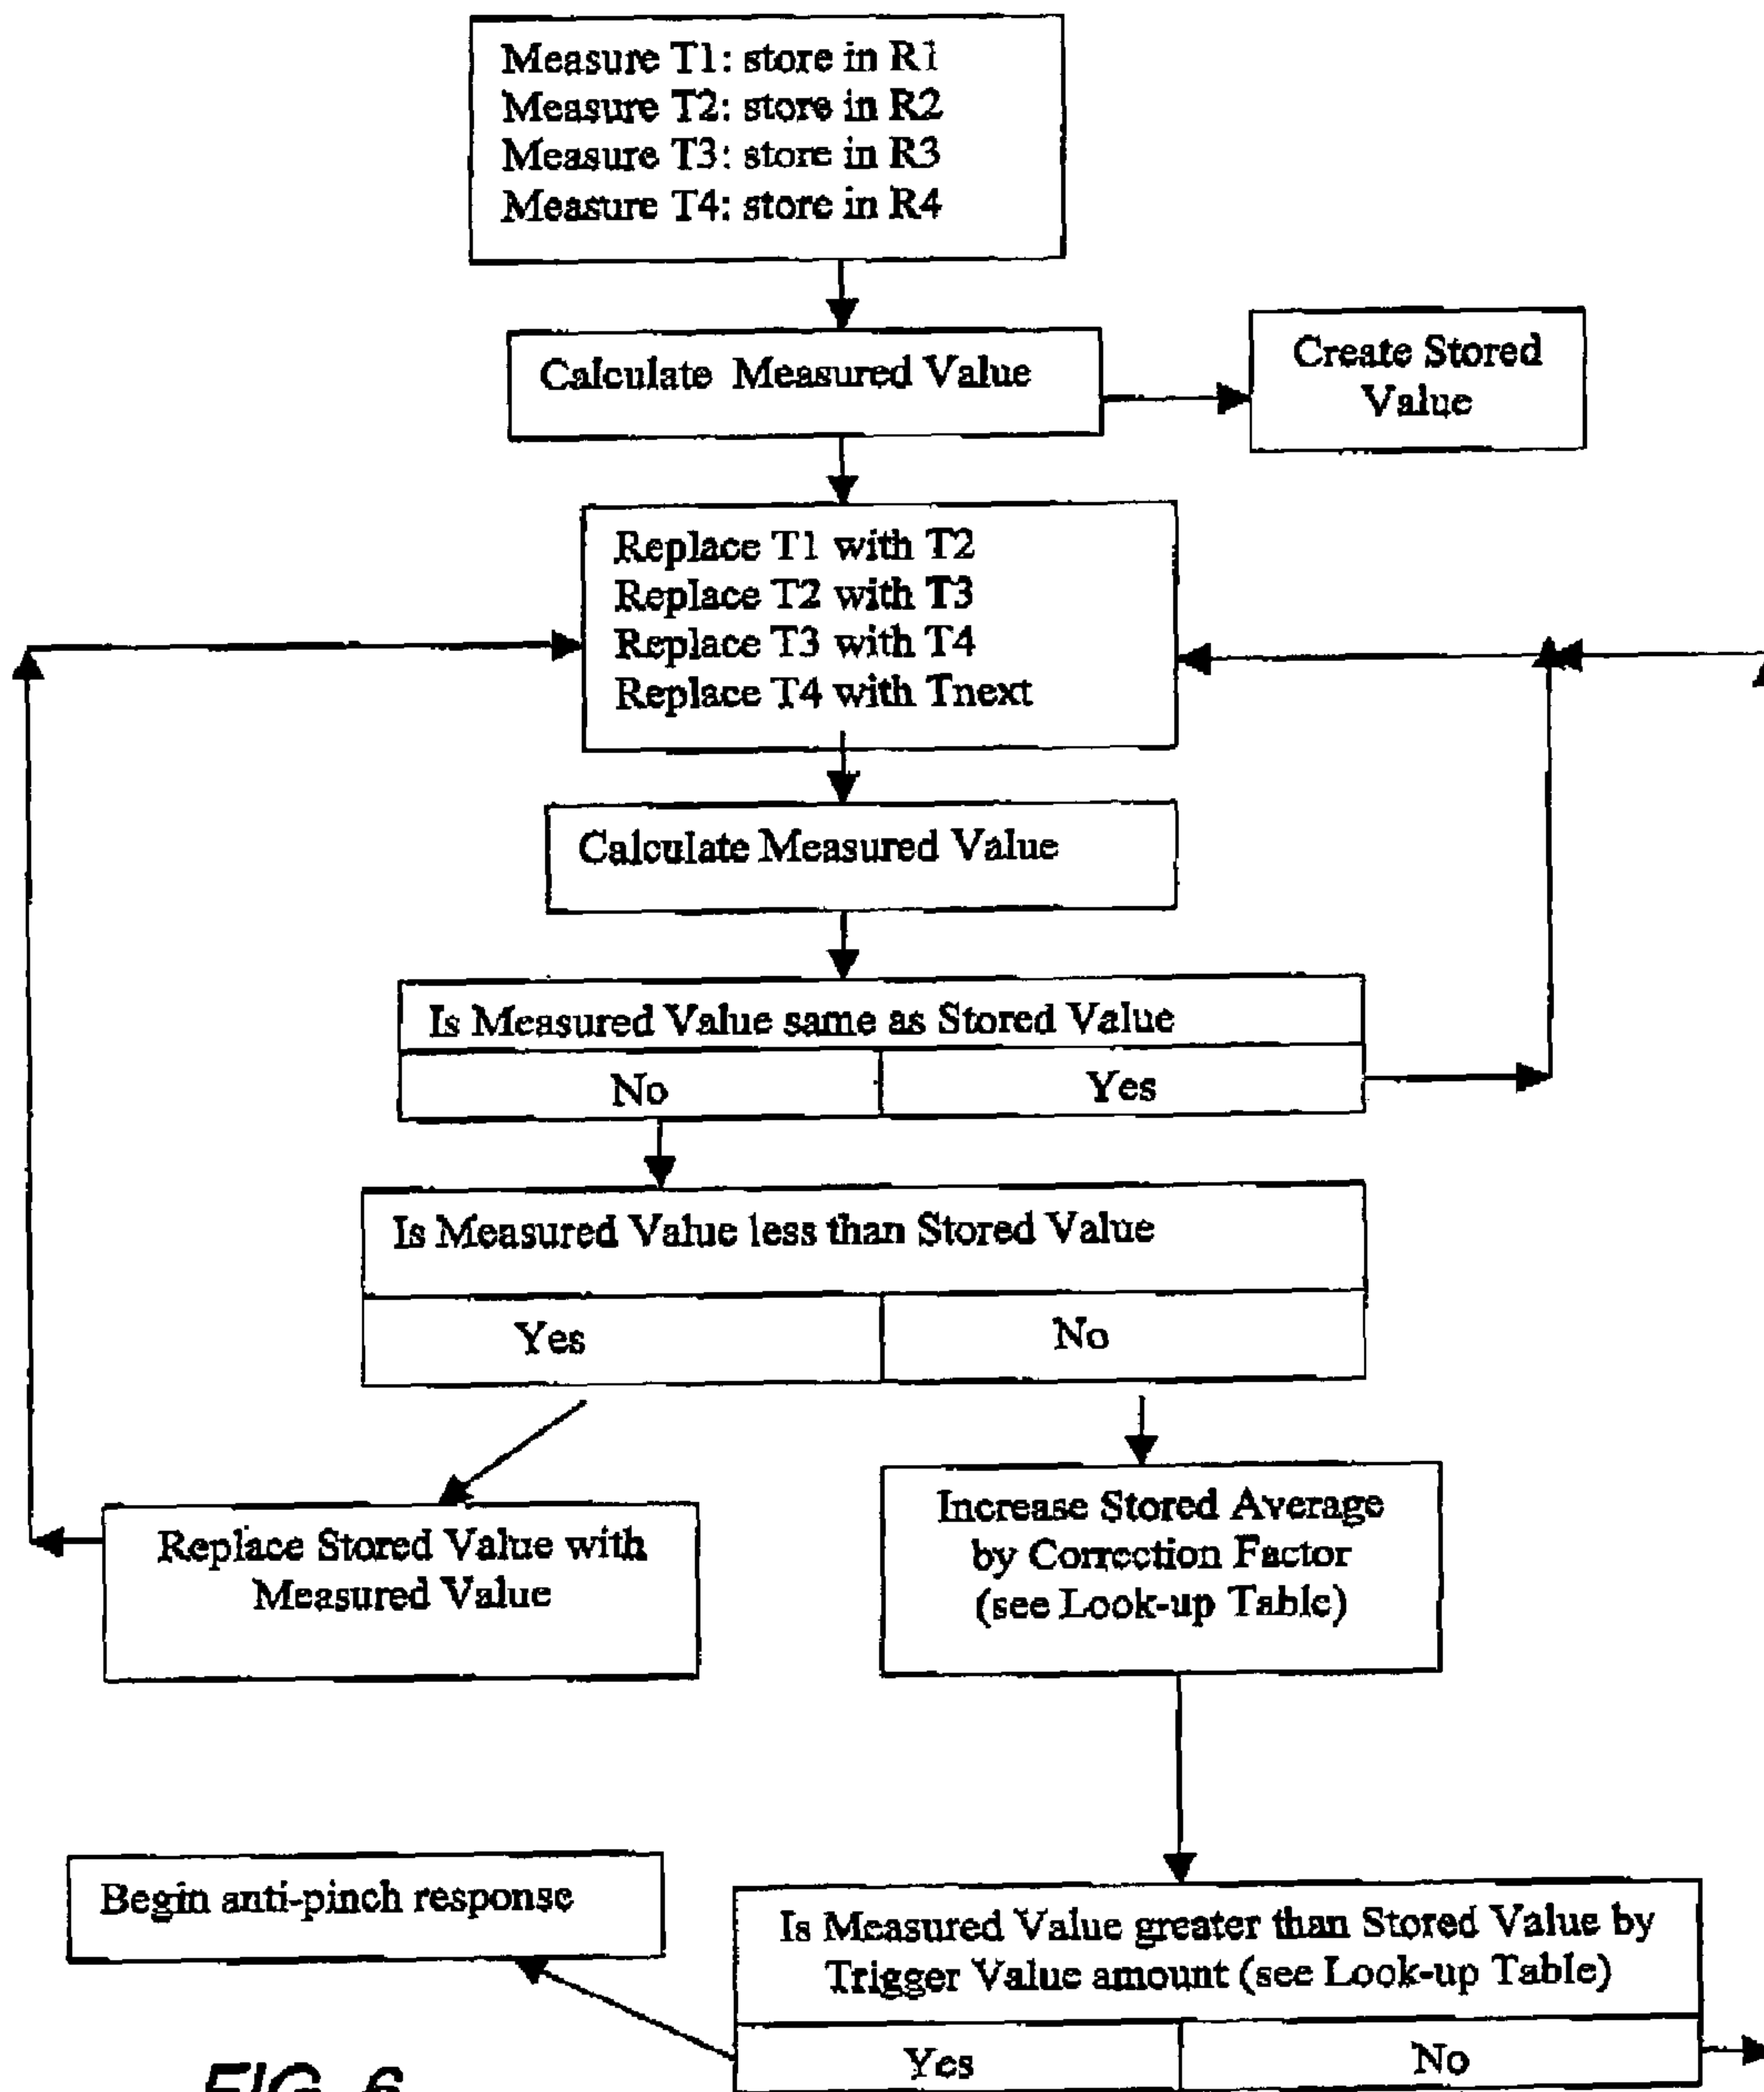 Measure T1: store in R1
Measure T2: store in R2
Measure T3: store in R3
Measure T4: store in R4
Calculate Measured Value
Create Stored
Value
Replace T1 with T2
Replace T2 with T3
Replace T3 with T4
Replace T4 with Tnext
Calculate Measured Value
Is Measured Value same as Stored Value
No
Yes
Is Measured Value less than Stored Value
Yes
No
Replace Stored Value with
Measured Value
Increase Stored Average
by Correction Factor
(see Look-up Table)
Begin anti-pinch response
Is Measured Value greater than Stored Value by
Trigger Value amount (see Look-up Table)
Yes
No
FIG. 6